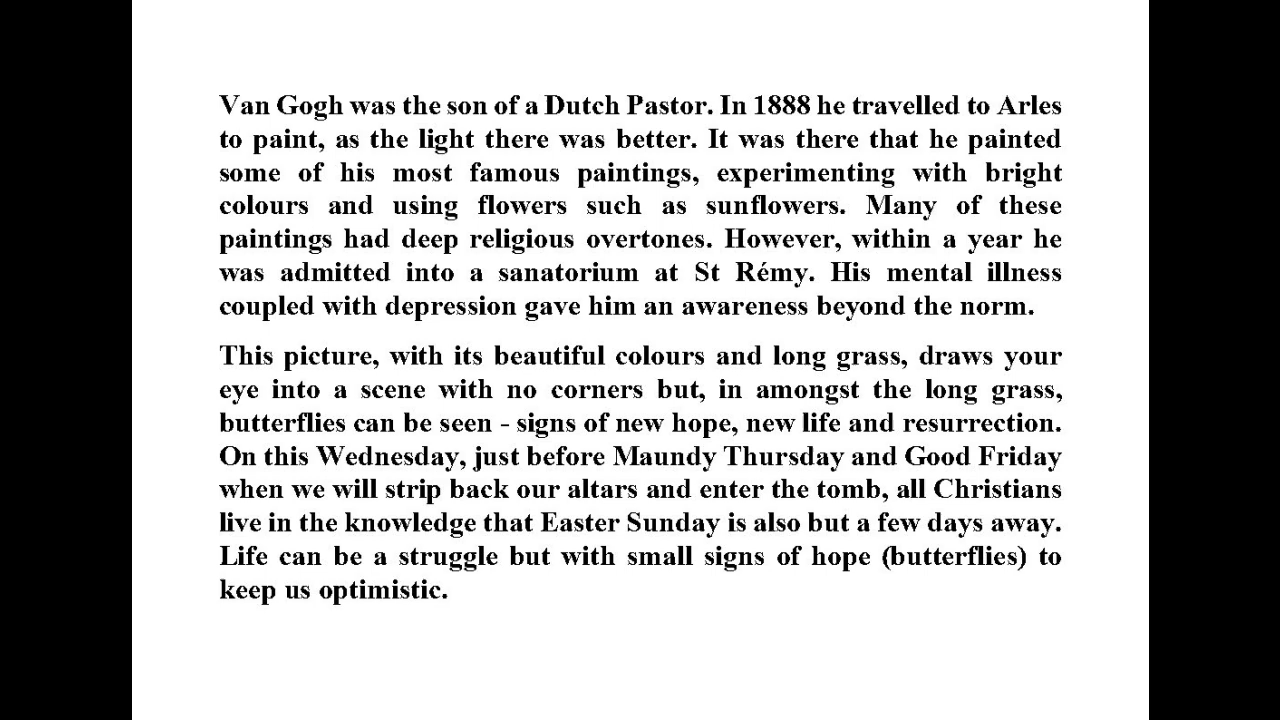 Van Gogh was the son of a Dutch Pastor. In 1888 he travelled to Arles
to paint, as the light there was better. It was there that he painted
some of his most famous paintings, experimenting with bright
colours and using flowers such as sunflowers. Many of these
paintings had deep religious overtones. However, within a year he
was admitted into a sanatorium at St Rémy. His mental illness
coupled with depression gave him an awareness beyond the norm.
This picture, with its beautiful colours and long grass, draws your
eye into a scene with no corners but, in amongst the long grass,
butterflies can be seen - signs of new hope, new life and resurrection.
On this Wednesday, just before Maundy Thursday and Good Friday
when we will strip back our altars and enter the tomb, all Christians
live in the knowledge that Easter Sunday is also but a few days away.
Life can be a struggle but with small signs of hope (butterflies) to
keep us optimistic.